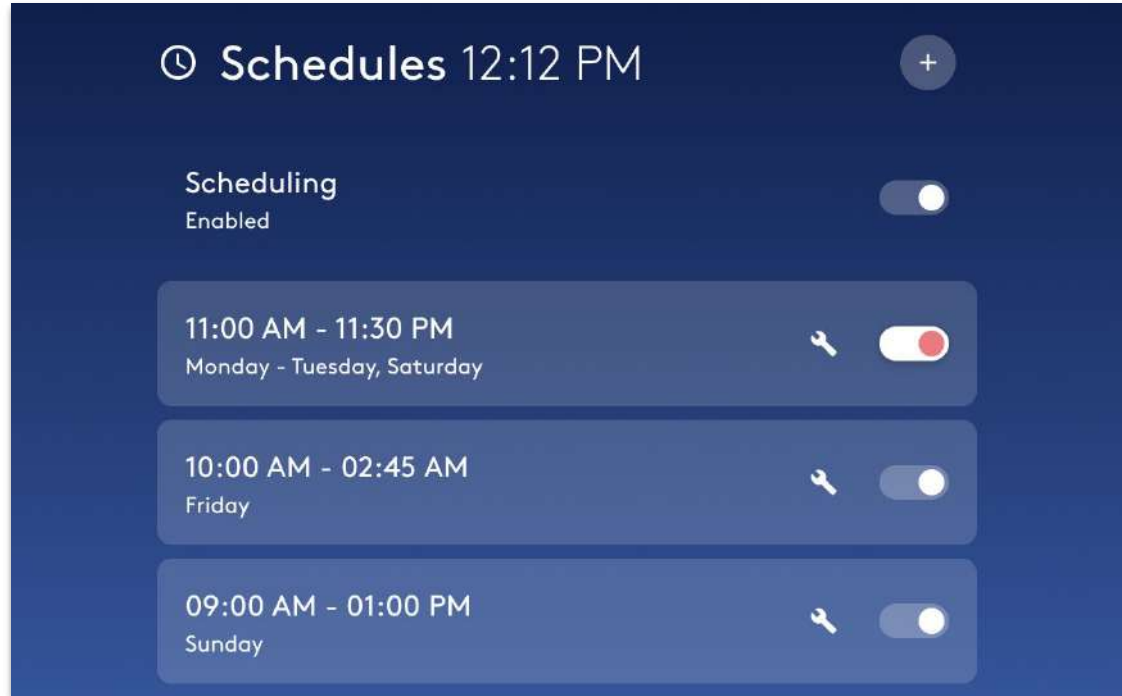 Schedules 12:12 PM
+
Scheduling
Enabled
11:00 AM - 11:30 PM
Monday - Tuesday, Saturday
10:00 AM - 02:45 AM
Friday
09:00 AM - 01:00 PM
Sunday